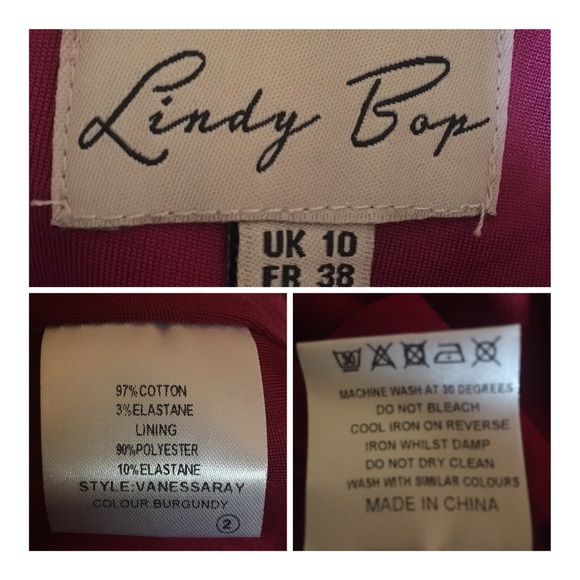 Lindy Bop
UK 10
FR 38
97%COTTON
3%ELASTANE
LINING
90%POLYESTER
10%ELASTANE
STYLE:VANESSARAY
COLOUR:BURGUNDY
2
30
MACHINE WASH AT 30 DEGREES
DO NOT BLEACH
COOL IRON ON REVERSE
IRON WHILST DAMP
DO NOT DRY CLEAN
WASH WITH SIMILAR COLOURS
MADE IN CHINA